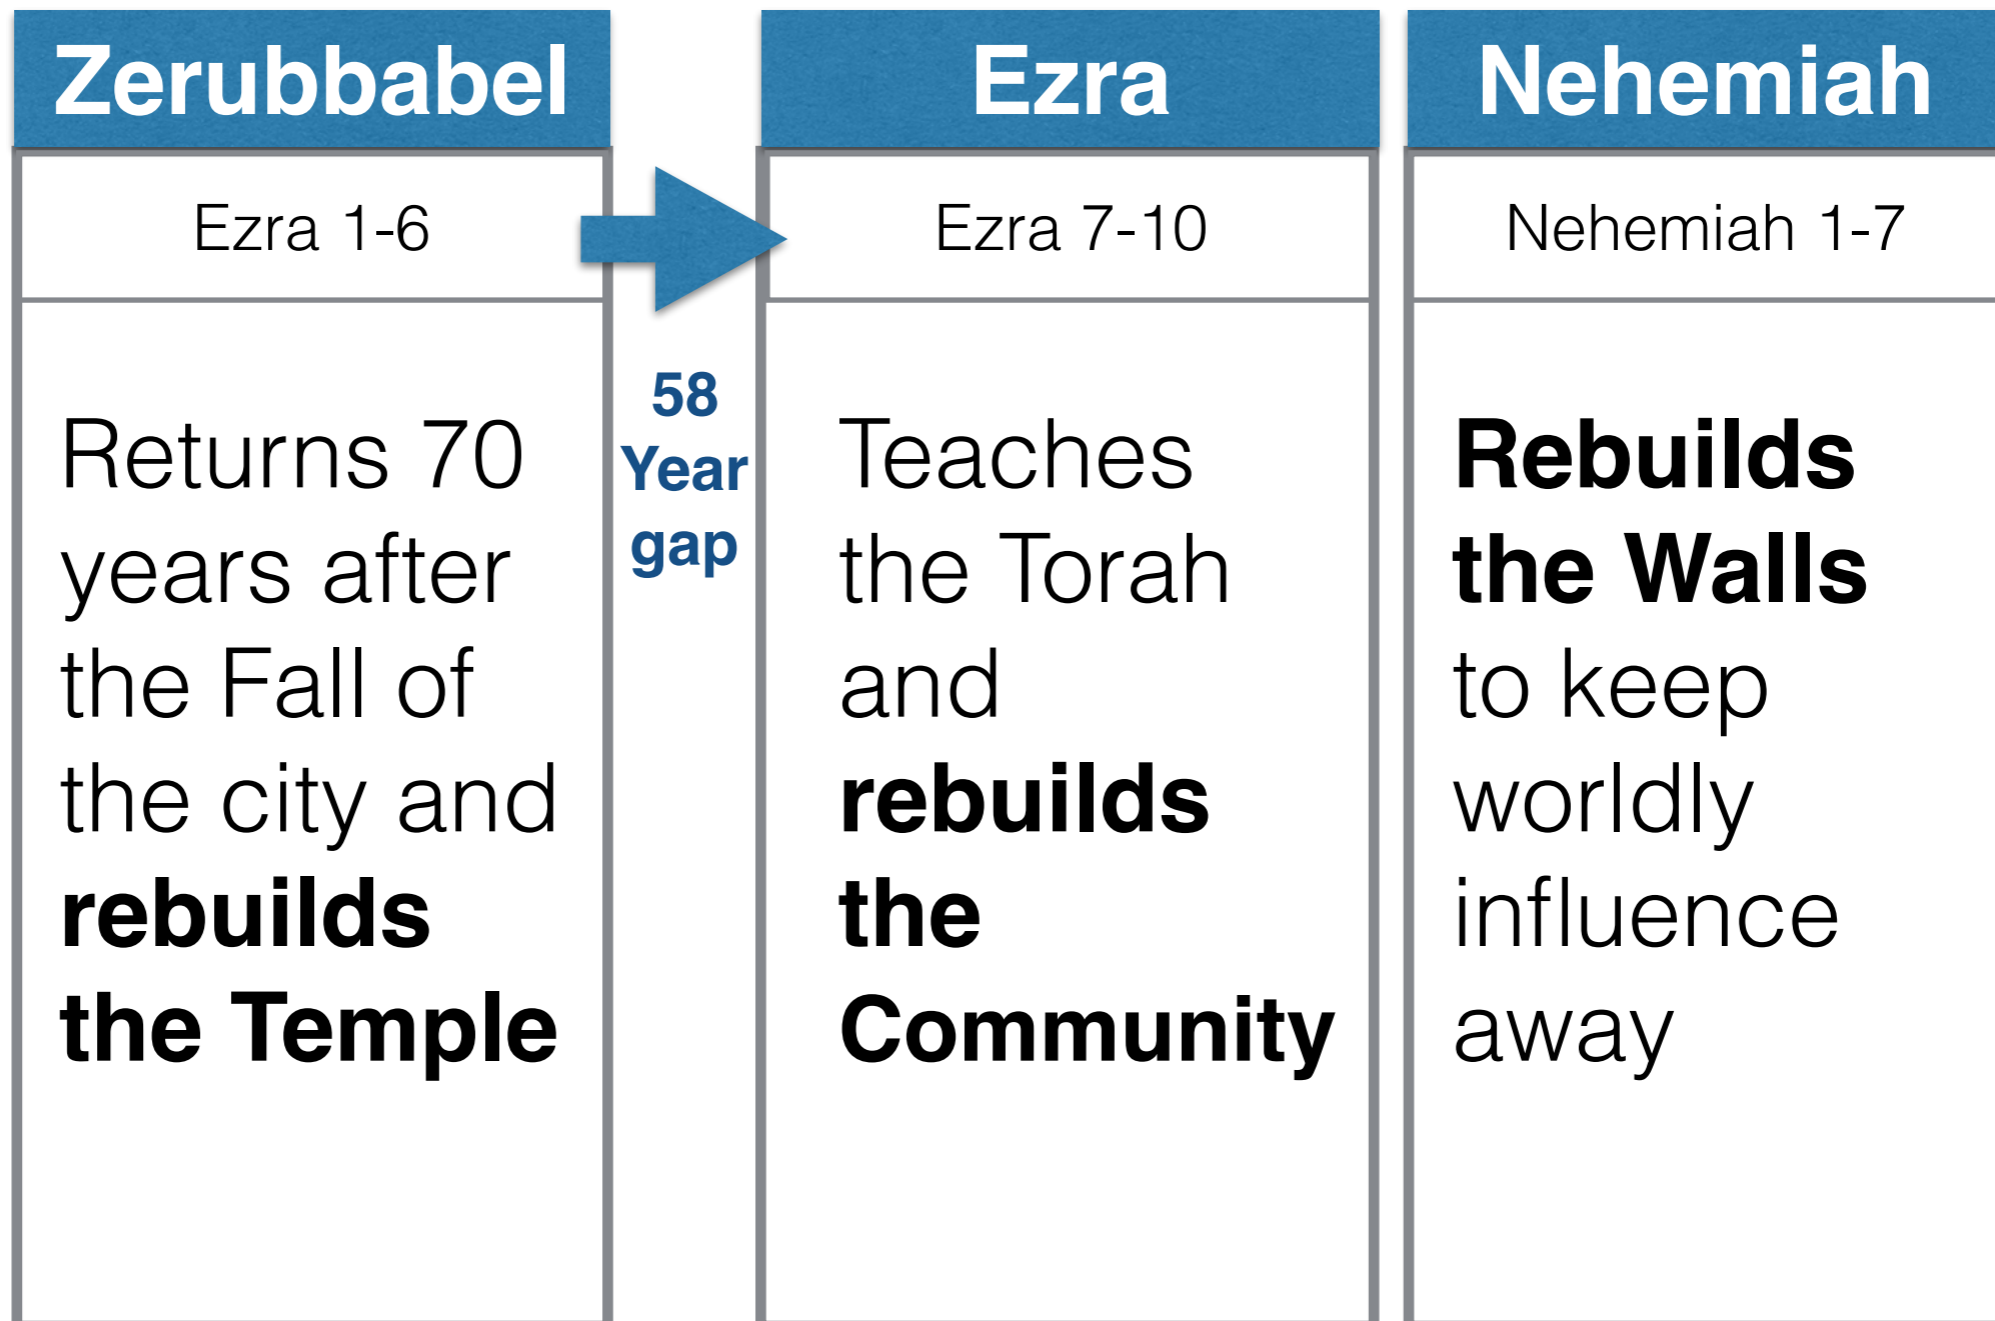 Zerubbabel
Ezra 1-6
Returns 70
years after
the Fall of
the city and
rebuilds
the Temple
58
Year
gap
Ezra
Ezra 7-10
Teaches
the Torah
and
rebuilds
the
Community
Nehemiah
Nehemiah 1-7
Rebuilds
the Walls
to keep
worldly
influence
away